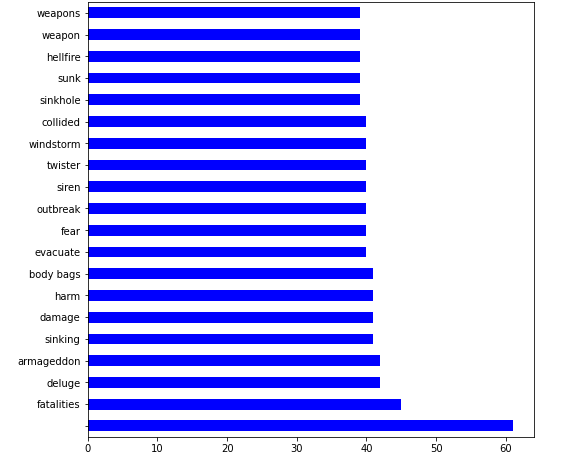 weapons
weapon
hellfire
sunk
sinkhole
collided
windstorm
twister
siren
outbreak
fear
evacuate
body bags
harm
damage
sinking
armageddon
deluge
fatalities
0 10 20 30 40 50 60